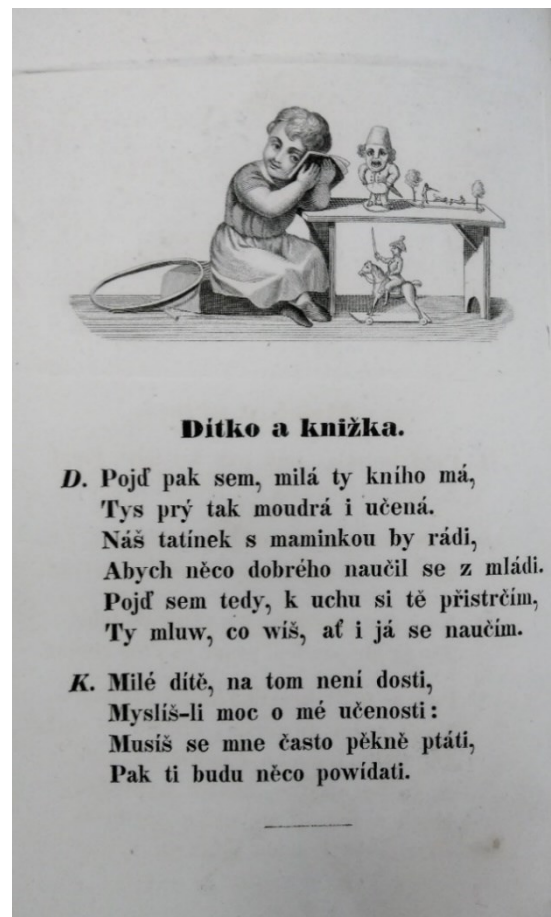 Dítko a knižka.
D. Pojď pak sem, milá ty kního má,
Tys prý tak moudrá i učená.
Náš tatínek s maminkou by rádi,
Abych něco dobrého naučil se z mládi.
Pojď sem tedy, k uchu si tě přistrčím,
Ty mluw, co wíš, ať i já se naučím.
K. Milé dítě, na tom není dosti,
Myslíš-li moc o mé učenosti:
Musíš se mne často pěkně ptáti,
Pak ti budu něco powídati.